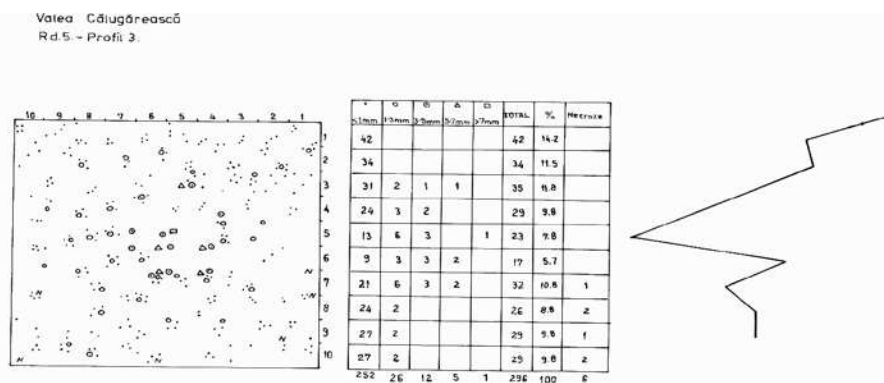 Valea Călugărească
Rd.5. - Profil 3.
10 9 8 7 6 5 4 3 2 1
1
2
3
4
5
6
7
8
9
10
N
N
N
N
N
≤1mm 1-3mm 3-5mm 5-7mm >7mm TOTAL % Necroze
42 42 14.2
34 34 11.5
31 2 1 1 35 11.8
24 3 2 29 9.8
13 6 3 1 23 7.8
9 3 3 2 17 5.7
21 6 3 2 32 10.8 1
24 2 26 8.8 2
27 2 29 9.8 1
27 2 29 9.8 2
252 26 12 5 1 296 100 6